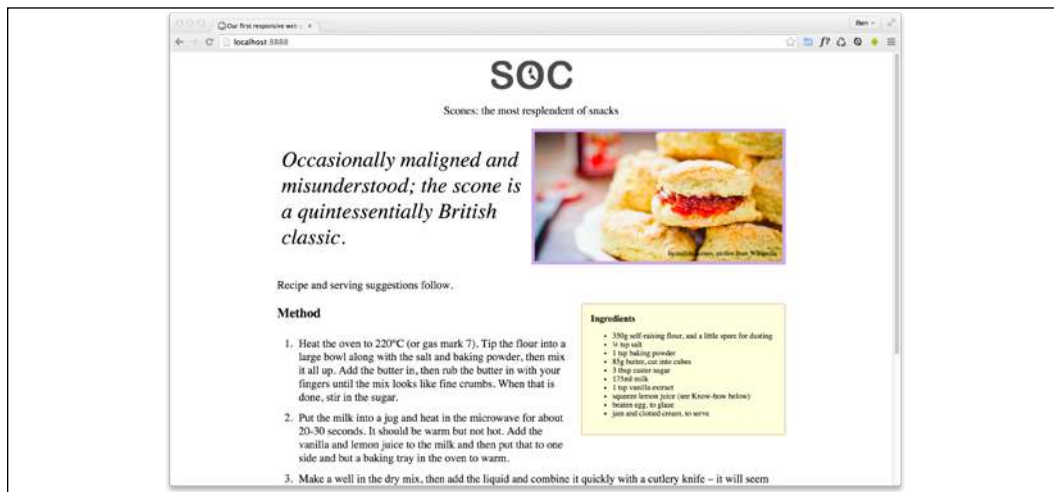 Our first responsive web
Ben
localhost:8888
SOC
Scones: the most resplendent of snacks
Occasionally maligned and
misunderstood; the scone is
a quintessentially British
classic.
Recipe and serving suggestions follow.
Method
1. Heat the oven to 220°C (or gas mark 7). Tip the flour into a
large bowl along with the salt and baking powder, then mix
it all up. Add the butter in, then rub the butter in with your
fingers until the mix looks like fine crumbs. When that is
done, stir in the sugar.
2. Put the milk into a jug and heat in the microwave for about
20-30 seconds. It should be warm but not hot. Add the
vanilla and lemon juice to the milk and then put that to one
side and but a baking tray in the oven to warm.
3. Make a well in the dry mix, then add the liquid and combine it quickly with a cutlery knife – it will seem
Ingredients
• 350g self-raising flour, and a little spare for dusting
• ¼ tsp salt
• 1 tsp baking powder
• 85g butter, cut into cubes
• 3 tbsp caster sugar
• 175ml milk
• 1 tsp vanilla extract
• squeeze lemon juice (see Know-how below)
• beaten egg, to glaze
• jam and clotted cream, to serve